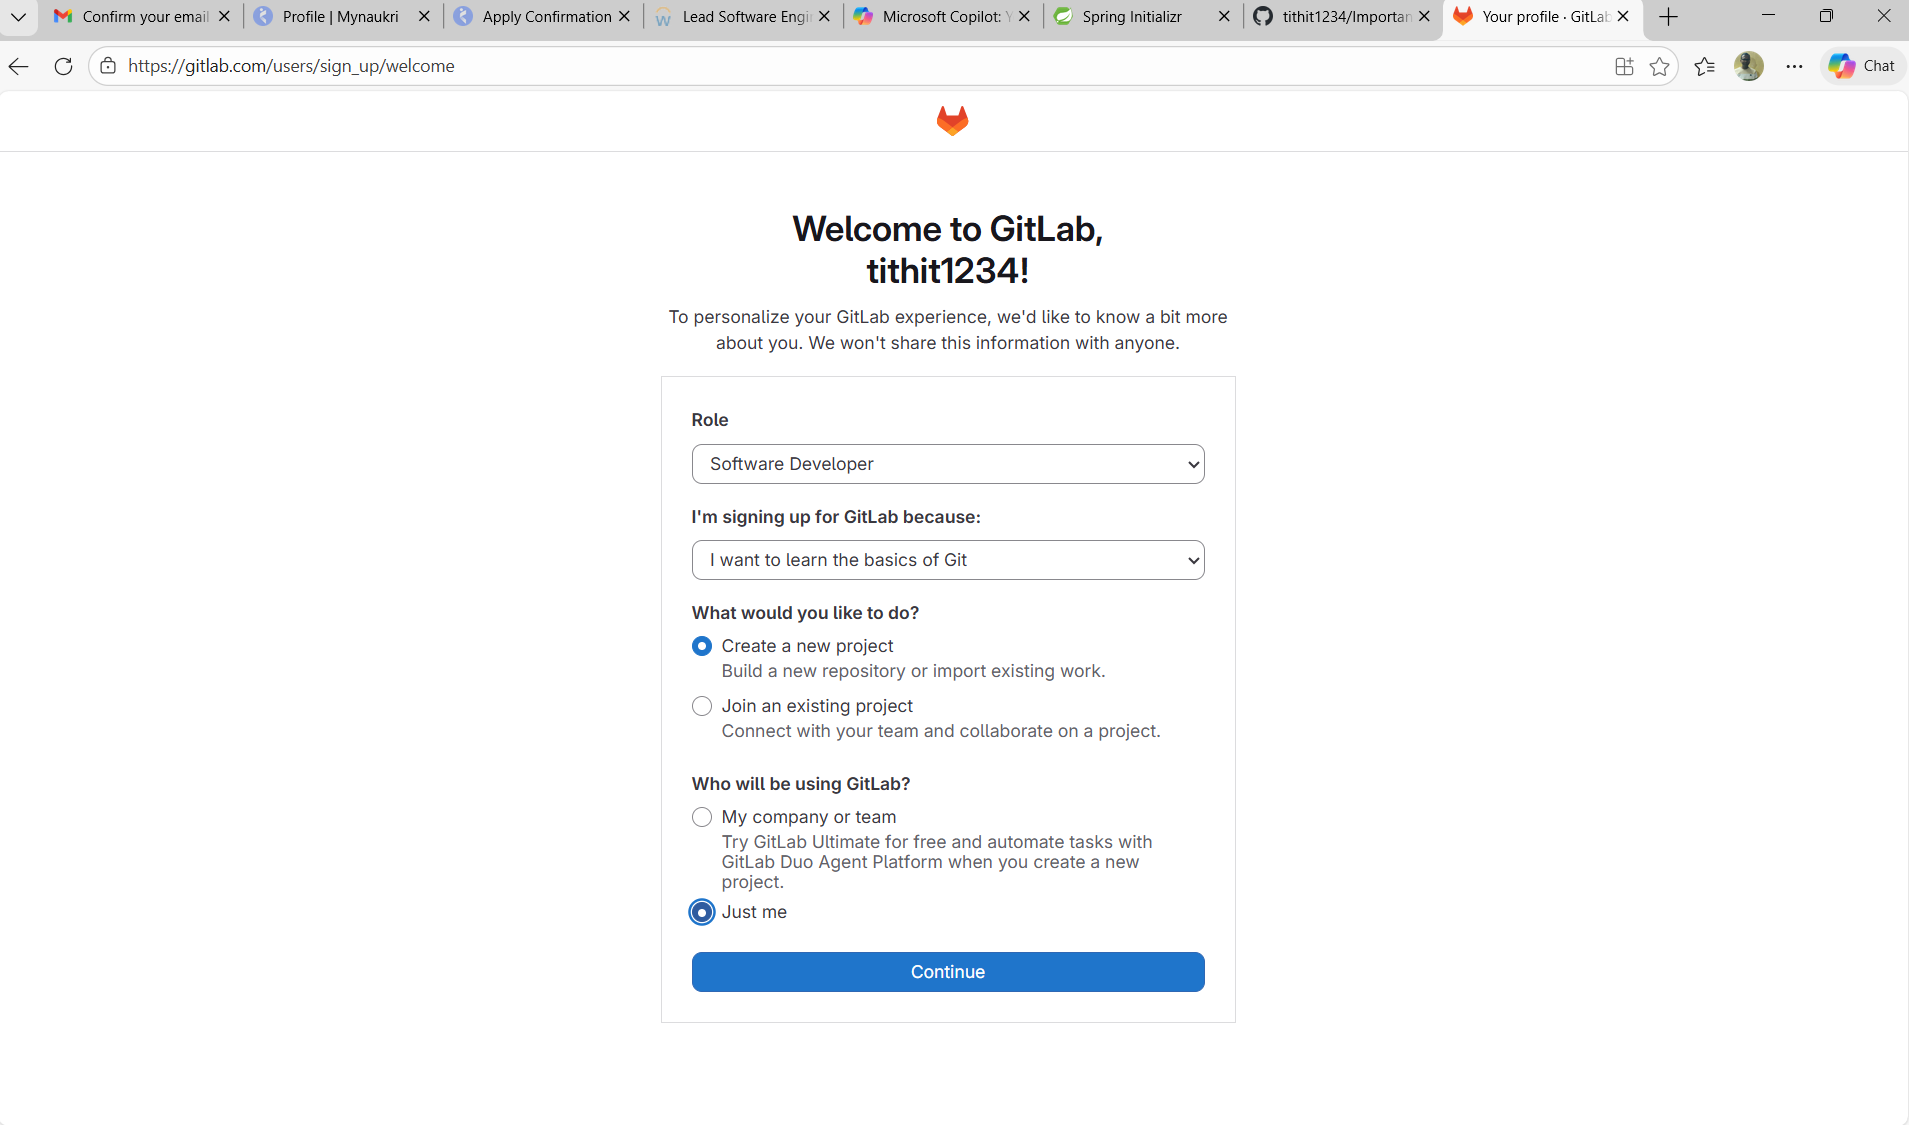 Confirm your email
Profile | Mynaukri
Apply Confirmation
Lead Software Engi
Microsoft Copilot: Y
Spring Initializr
tithit1234/Importan
Your profile · GitLab
https://gitlab.com/users/sign_up/welcome
Chat
Welcome to GitLab,
tithit1234!
To personalize your GitLab experience, we'd like to know a bit more
about you. We won't share this information with anyone.
Role
Software Developer
I'm signing up for GitLab because:
I want to learn the basics of Git
What would you like to do?
Create a new project
Build a new repository or import existing work.
Join an existing project
Connect with your team and collaborate on a project.
Who will be using GitLab?
My company or team
Try GitLab Ultimate for free and automate tasks with
GitLab Duo Agent Platform when you create a new
project.
Just me
Continue